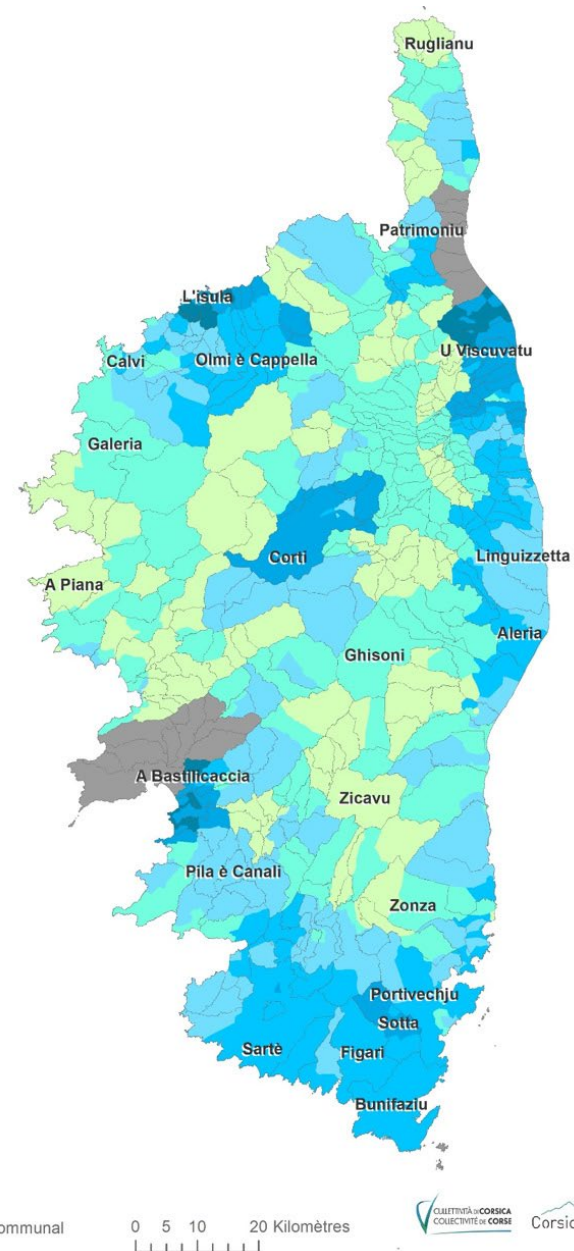 Ruglianu
Patrimoniu
L'isula
U Viscuvatu
Calvi
Olmi è Cappella
Galeria
Corti
Linguizzetta
A Piana
Aleria
Ghisoni
A Bastilicaccia
Zicavu
Pila è Canali
Zonza
Portivechju
Sotta
Sartè
Figari
Bunifaziu
ommunal
0 5 10 20 Kilomètres
CULLETTIVITÀ DI CORSICA
COLLECTIVITÉ DE CORSE
Corsic